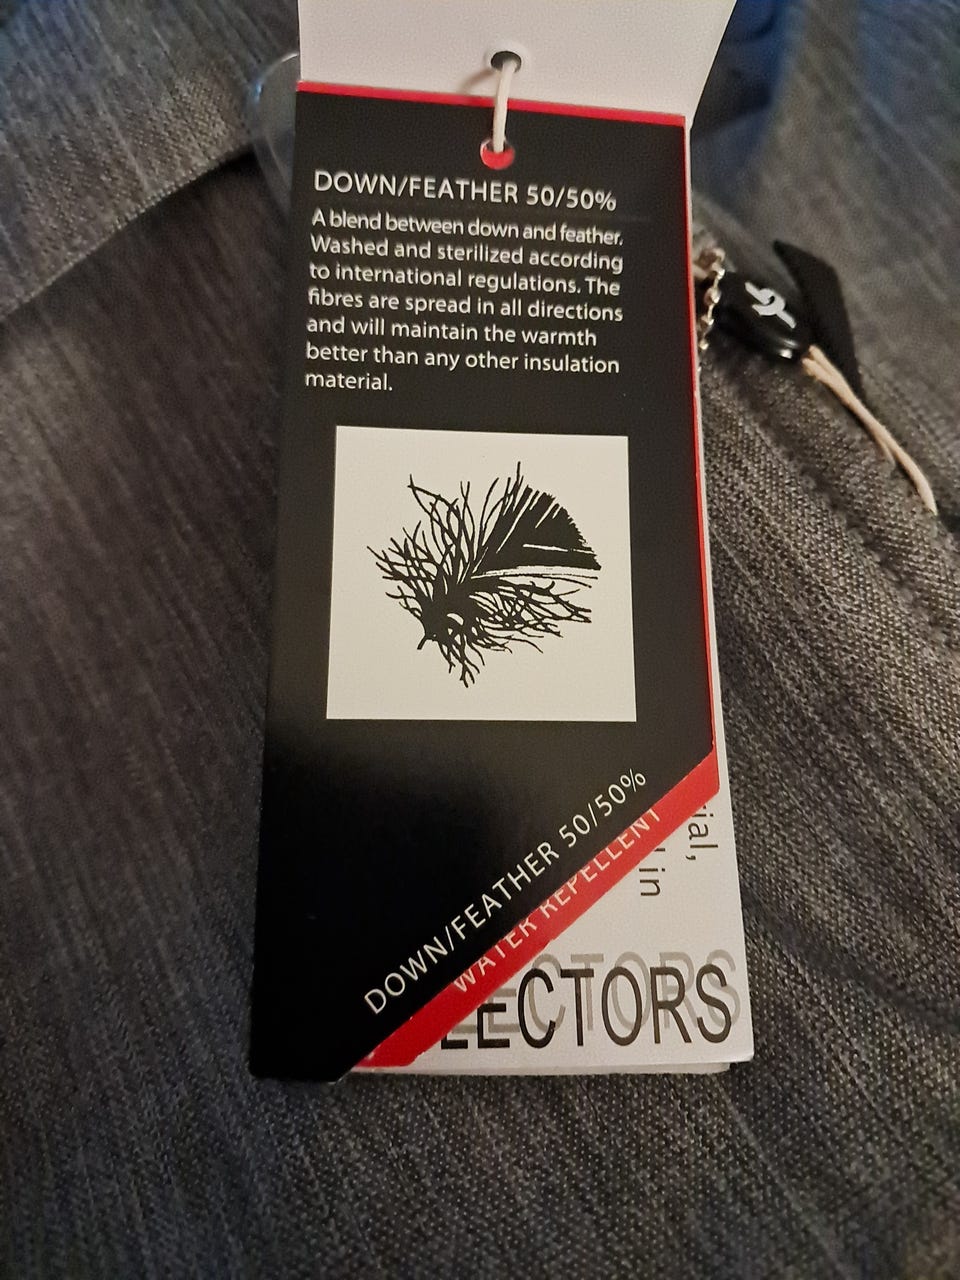 DOWN/FEATHER 50/50%
A blend between down and feather.
Washed and sterilized according
to international regulations. The
fibres are spread in all directions
and will maintain the warmth
better than any other insulation
material.
DOWN/FEATHER 50/50%
WATER REPELLENT
ial,
in
LECTORS